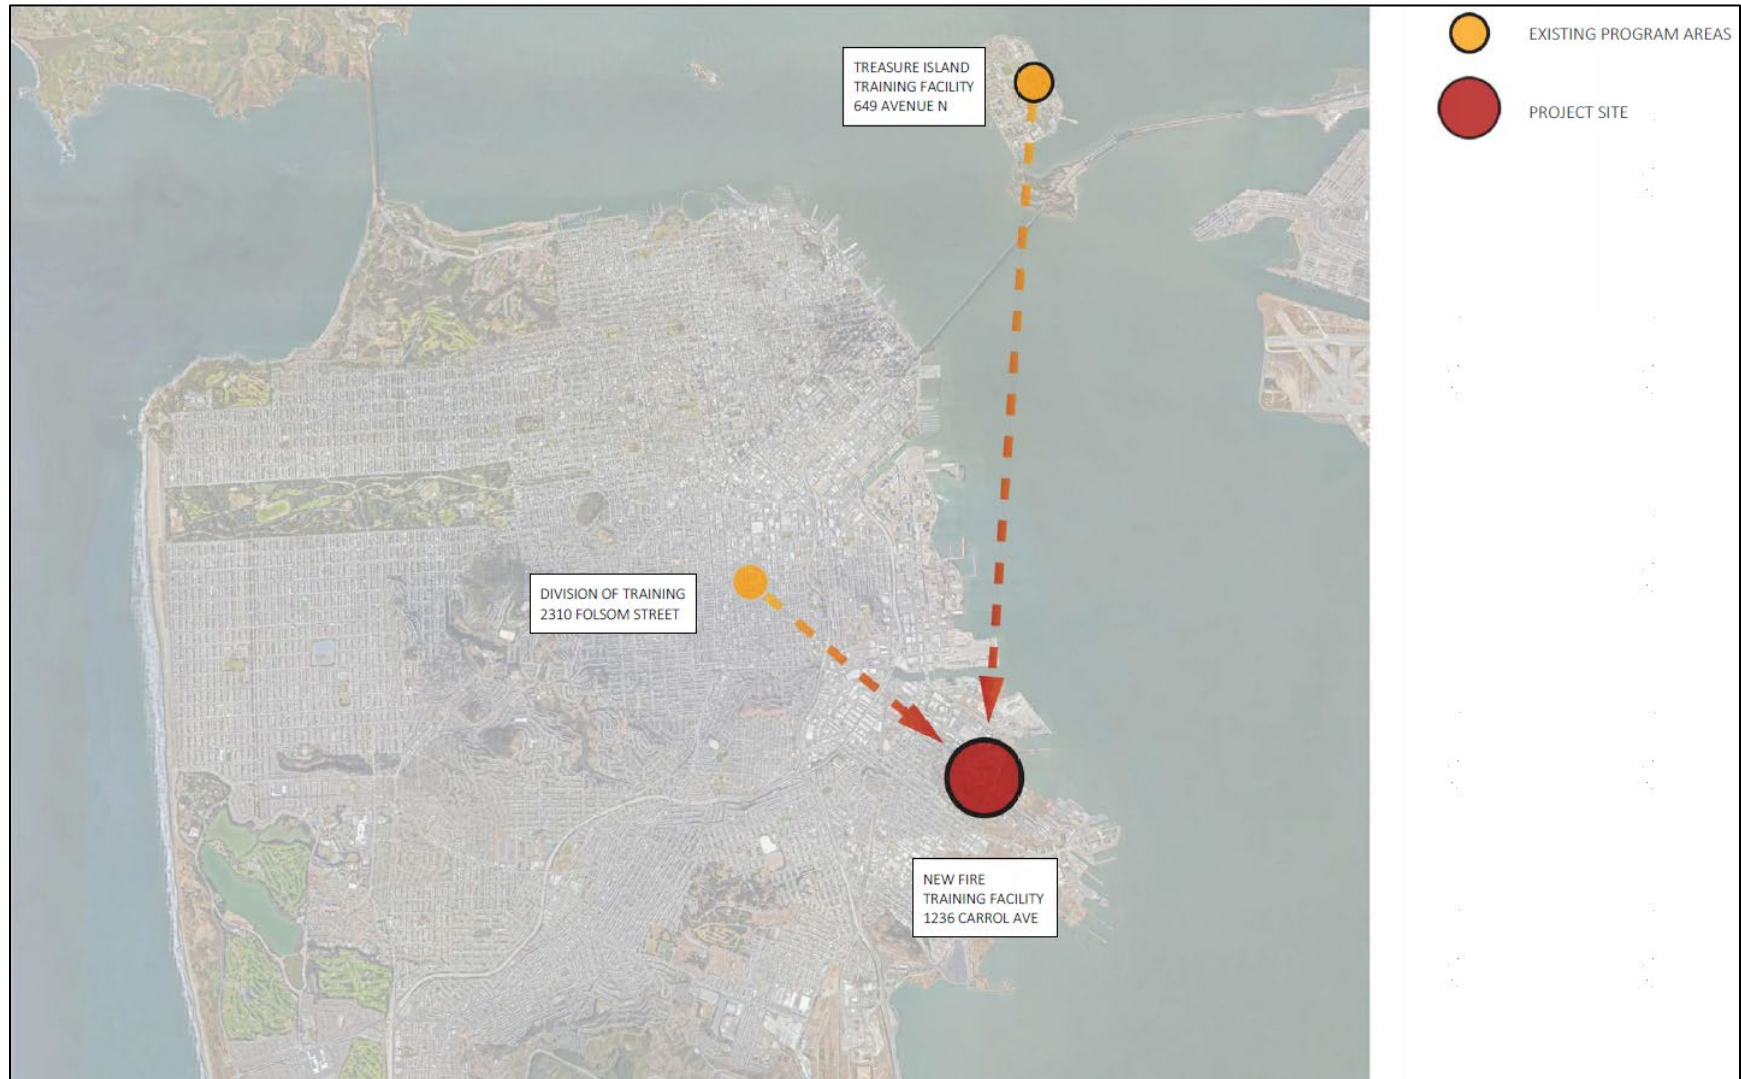 EXISTING PROGRAM AREAS
PROJECT SITE
TREASURE ISLAND
TRAINING FACILITY
649 AVENUE N
DIVISION OF TRAINING
2310 FOLSOM STREET
NEW FIRE
TRAINING FACILITY
1236 CARROL AVE